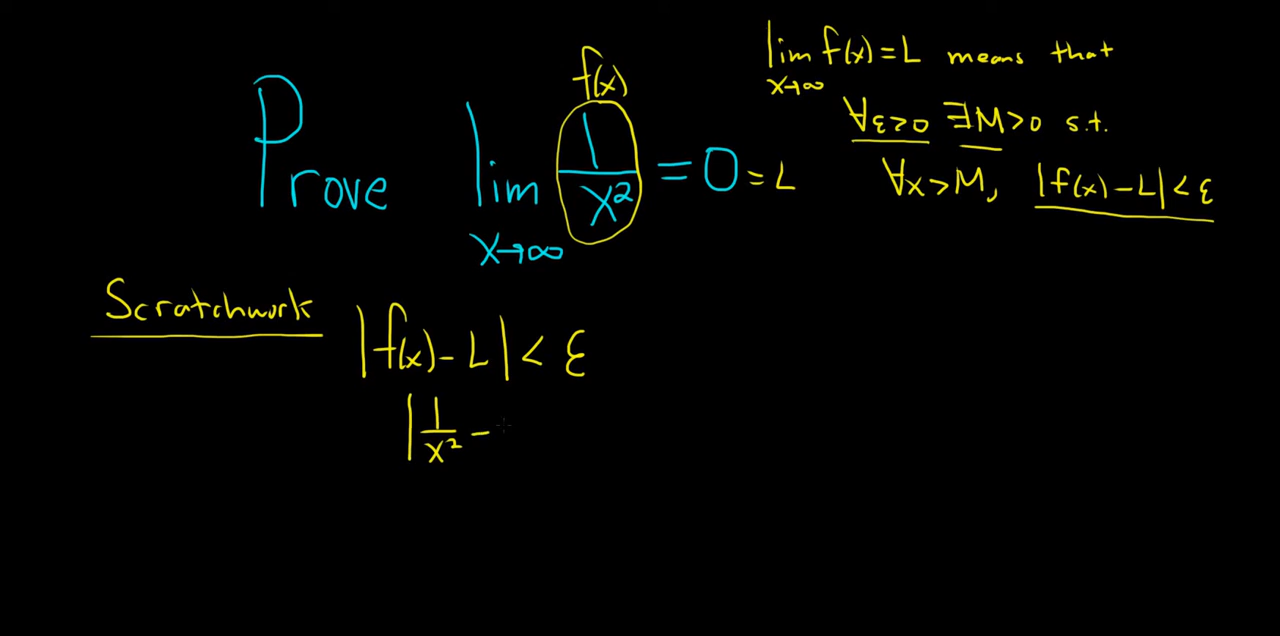 Prove lim x→∞ 1/x² = 0 = L
f(x)
lim x→∞ f(x) = L means that
∀ε>0 ∃M>0 s.t.
∀x>M, |f(x) - L| < ε
Scratchwork |f(x) - L| < ε
|1/x² -